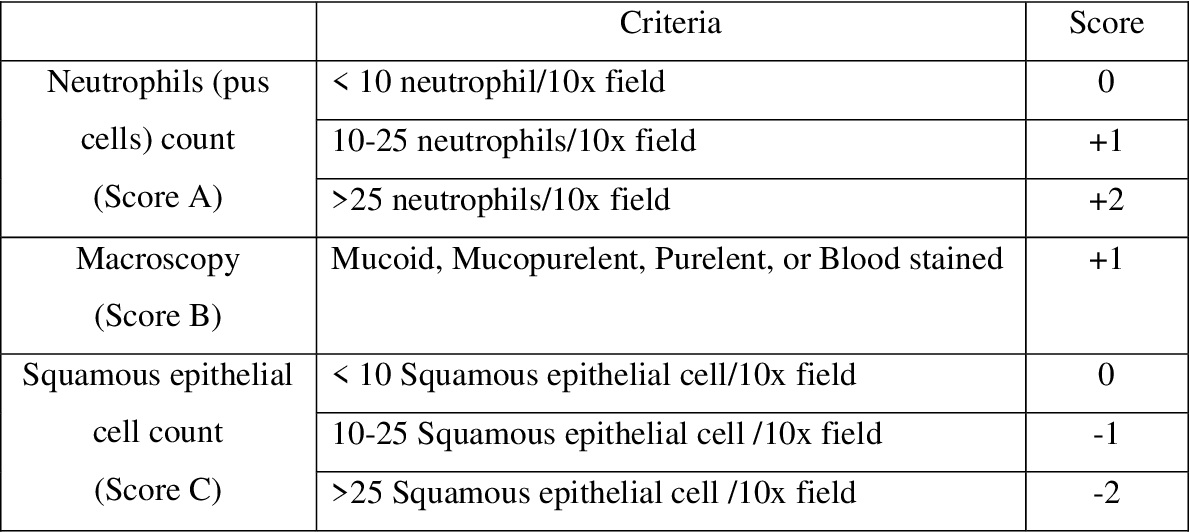 Criteria Score
Neutrophils (pus < 10 neutrophil/10x field 0
cells) count 10-25 neutrophils/10x field +1
(Score A) >25 neutrophils/10x field +2
Macroscopy Mucoid, Mucopurelent, Purelent, or Blood stained +1
(Score B)
Squamous epithelial < 10 Squamous epithelial cell/10x field 0
cell count 10-25 Squamous epithelial cell /10x field -1
(Score C) >25 Squamous epithelial cell /10x field -2